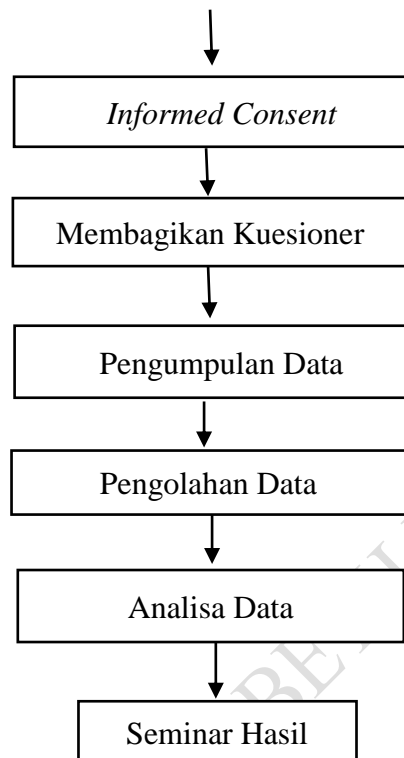 Informed Consent
Membagikan Kuesioner
Pengumpulan Data
Pengolahan Data
Analisa Data
Seminar Hasil